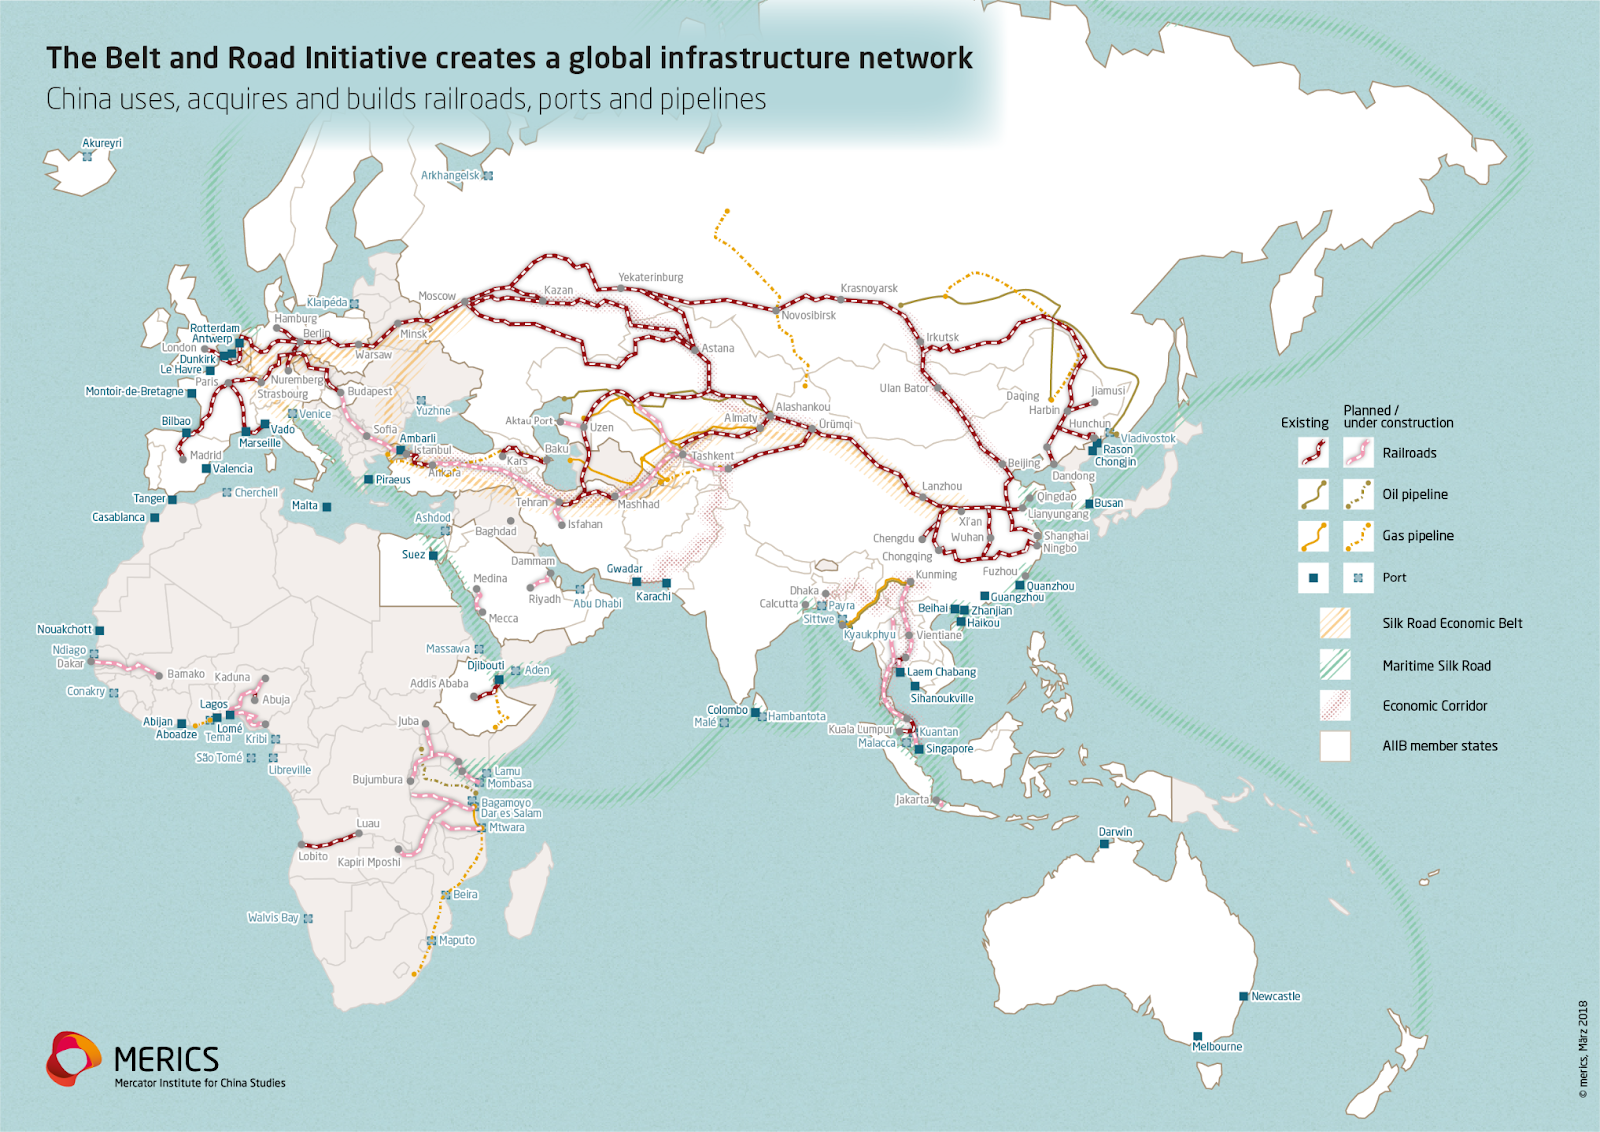 The Belt and Road Initiative creates a global infrastructure network
China uses, acquires and builds railroads, ports and pipelines
Akureyri
Arkhangelsk
Klaipéda
Moscow
Kazan
Yekaterinburg
Krasnoyarsk
Novosibirsk
Irkutsk
Astana
Ulan Bator
Hamburg
Berlin
Minsk
Warsaw
Rotterdam
Antwerp
London
Dunkirk
Le Havre
Paris
Nuremberg
Strasbourg
Budapest
Montoir-de-Bretagne
Venice
Yuzhne
Bilbao
Vado
Marseille
Madrid
Valencia
Sofia
Ambarli
Istanbul
Ankara
Piraeus
Kars
Baku
Aktau Port
Uzen
Almaty
Alashankou
Ürümqi
Tashkent
Daqing
Harbin
Jiamusi
Hunchun
Vladivostok
Rason
Chongjin
Beijing
Dandong
Tanger
Casablanca
Cherchell
Malta
Ashdod
Suez
Tehran
Mashhad
Isfahan
Baghdad
Lanzhou
Qingdao
Lianyungang
Busan
Xi'an
Wuhan
Chengdu
Chongqing
Shanghai
Ningbo
Fuzhou
Quanzhou
Guangzhou
Kunming
Beihai
Zhanjian
Haikou
Dammam
Riyadh
Medina
Mecca
Abu Dhabi
Gwadar
Karachi
Dhaka
Calcutta
Payra
Sittwe
Kyaukphyu
Vientiane
Laem Chabang
Sihanoukville
Nouakchott
Ndiago
Dakar
Bamako
Conakry
Kaduna
Abuja
Lagos
Abijan
Aboadze
Lomé
Tema
Kribi
São Tomé
Libreville
Massawa
Djibouti
Aden
Addis Ababa
Juba
Bujumbura
Lamu
Mombasa
Bagamoyo
Dar es Salam
Mtwara
Luau
Lobito
Kapiri Mposhi
Beira
Walvis Bay
Maputo
Colombo
Malé
Hambantota
Kuala Lumpur
Kuantan
Malacca
Singapore
Jakarta
Darwin
Newcastle
Melbourne
Existing
Planned /
under construction
Railroads
Oil pipeline
Gas pipeline
Port
Silk Road Economic Belt
Maritime Silk Road
Economic Corridor
AIIB member states
MERICS
Mercator Institute for China Studies
© merics, März 2018